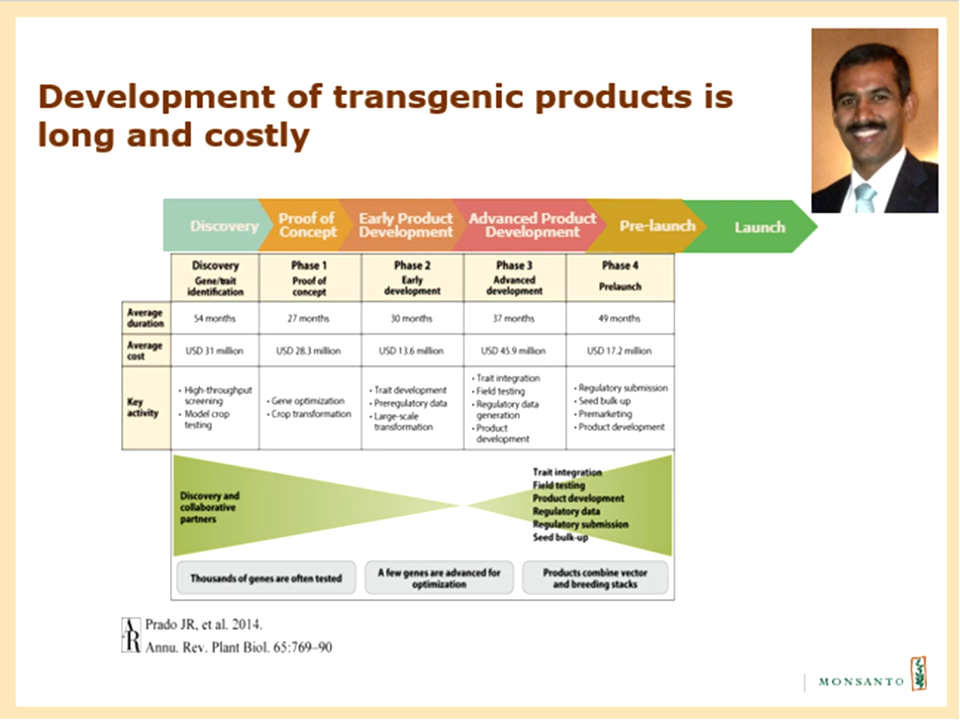 Development of transgenic products is
long and costly
Discovery
Proof of
Concept
Early Product
Development
Advanced Product
Development
Pre-launch
Launch
Discovery
Gene/trait
identification
Phase 1
Proof of
concept
Phase 2
Early
development
Phase 3
Advanced
development
Phase 4
Prelaunch
Average
duration
54 months
27 months
30 months
37 months
49 months
Average
cost
USD 31 million
USD 28.3 million
USD 13.6 million
USD 45.9 million
USD 17.2 million
Key
activity
• High-throughput
screening
• Model crop
testing
• Gene optimization
• Crop transformation
• Trait development
• Preregulatory data
• Large-scale
transformation
• Trait integration
• Field testing
• Regulatory data
generation
• Product
development
• Regulatory submission
• Seed bulk-up
• Premarketing
• Product development
Discovery and
collaborative
partners
Trait integration
Field testing
Product development
Regulatory data
Regulatory submission
Seed bulk-up
Thousands of genes are often tested
A few genes are advanced for
optimization
Products combine vector
and breeding stacks
AR
Prado JR, et al. 2014.
Annu. Rev. Plant Biol. 65:769–90
MONSANTO